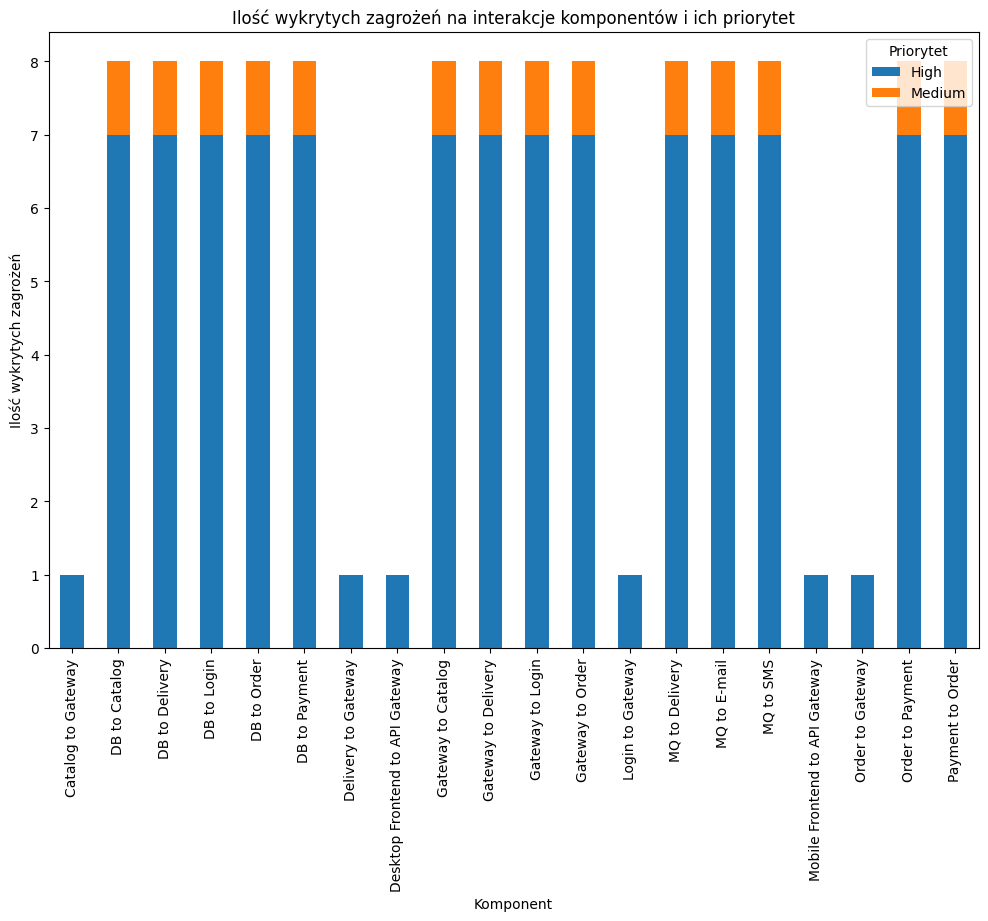 Ilość wykrytych zagrożeń na interakcje komponentów i ich priorytet
Priorytet
High
Medium
Ilość wykrytych zagrożeń
8
7
6
5
4
3
2
1
0
Catalog to Gateway
DB to Catalog
DB to Delivery
DB to Login
DB to Order
DB to Payment
Delivery to Gateway
Desktop Frontend to API Gateway
Gateway to Catalog
Gateway to Delivery
Gateway to Login
Gateway to Order
Login to Gateway
MQ to Delivery
MQ to E-mail
MQ to SMS
Mobile Frontend to API Gateway
Order to Gateway
Order to Payment
Payment to Order
Komponent